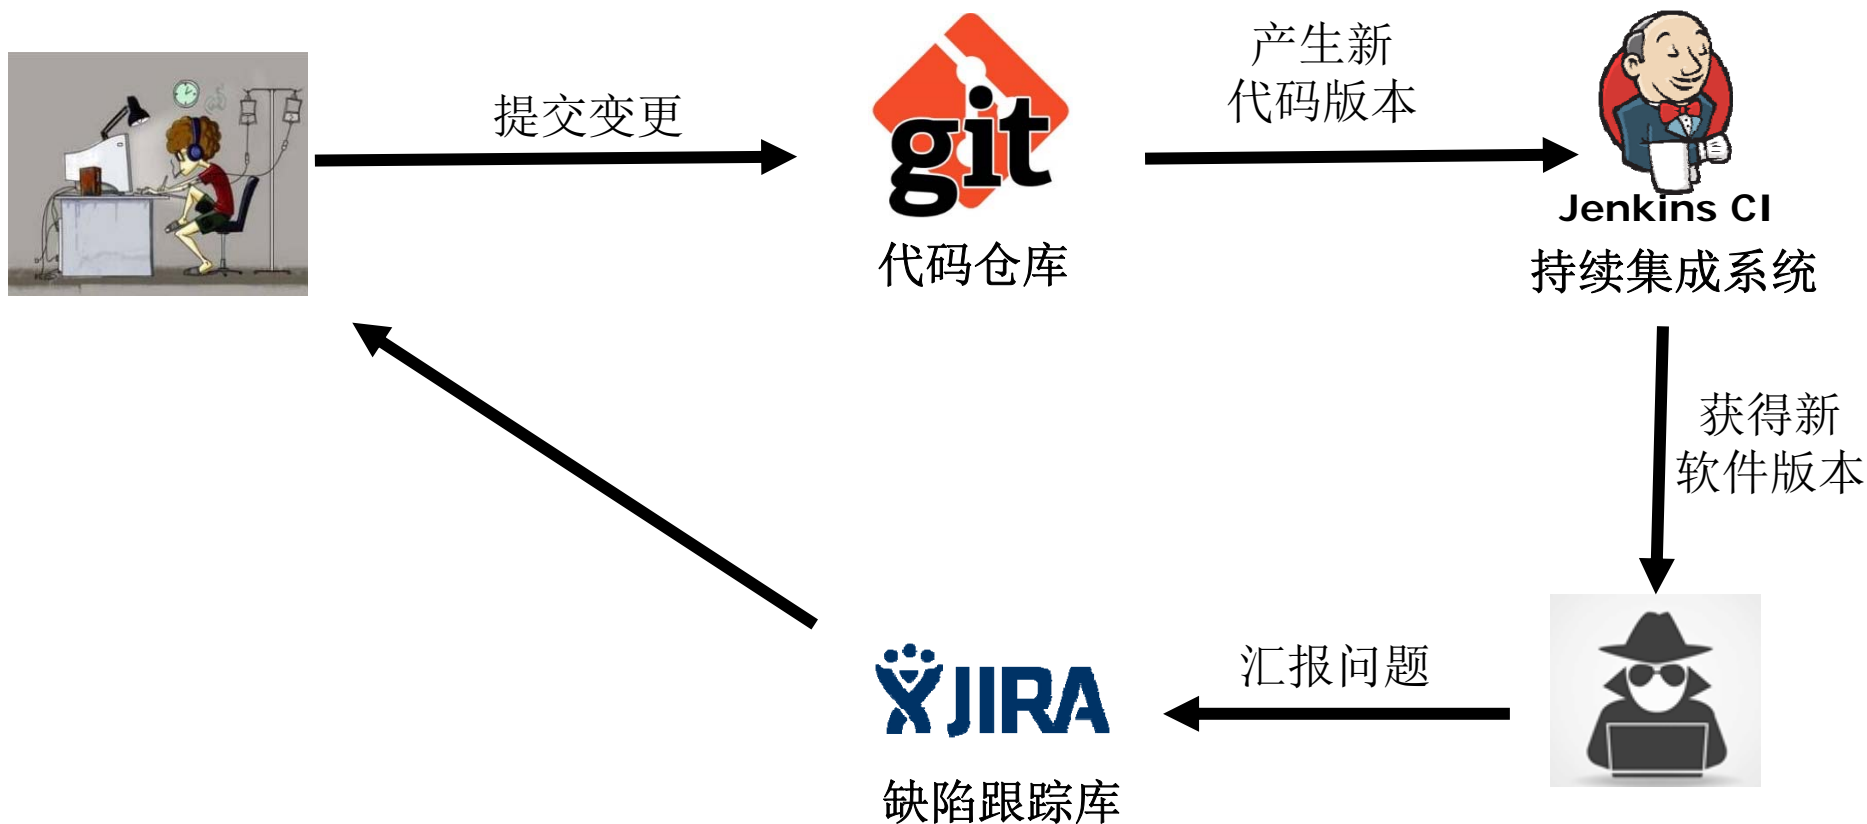 提交变更
git
代码仓库
产生新
代码版本
Jenkins CI
持续集成系统
获得新
软件版本
汇报问题
JIRA
缺陷跟踪库